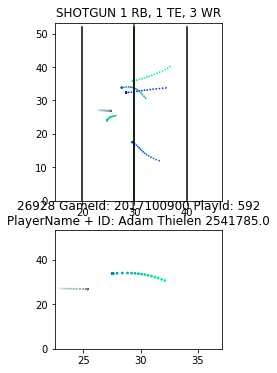 SHOTGUN 1 RB, 1 TE, 3 WR
50
40
30
20
10
0
20 30 40
26928 GameId: 2017100900 PlayId: 592
PlayerName + ID: Adam Thielen 2541785.0
40
20
0
25 30 35